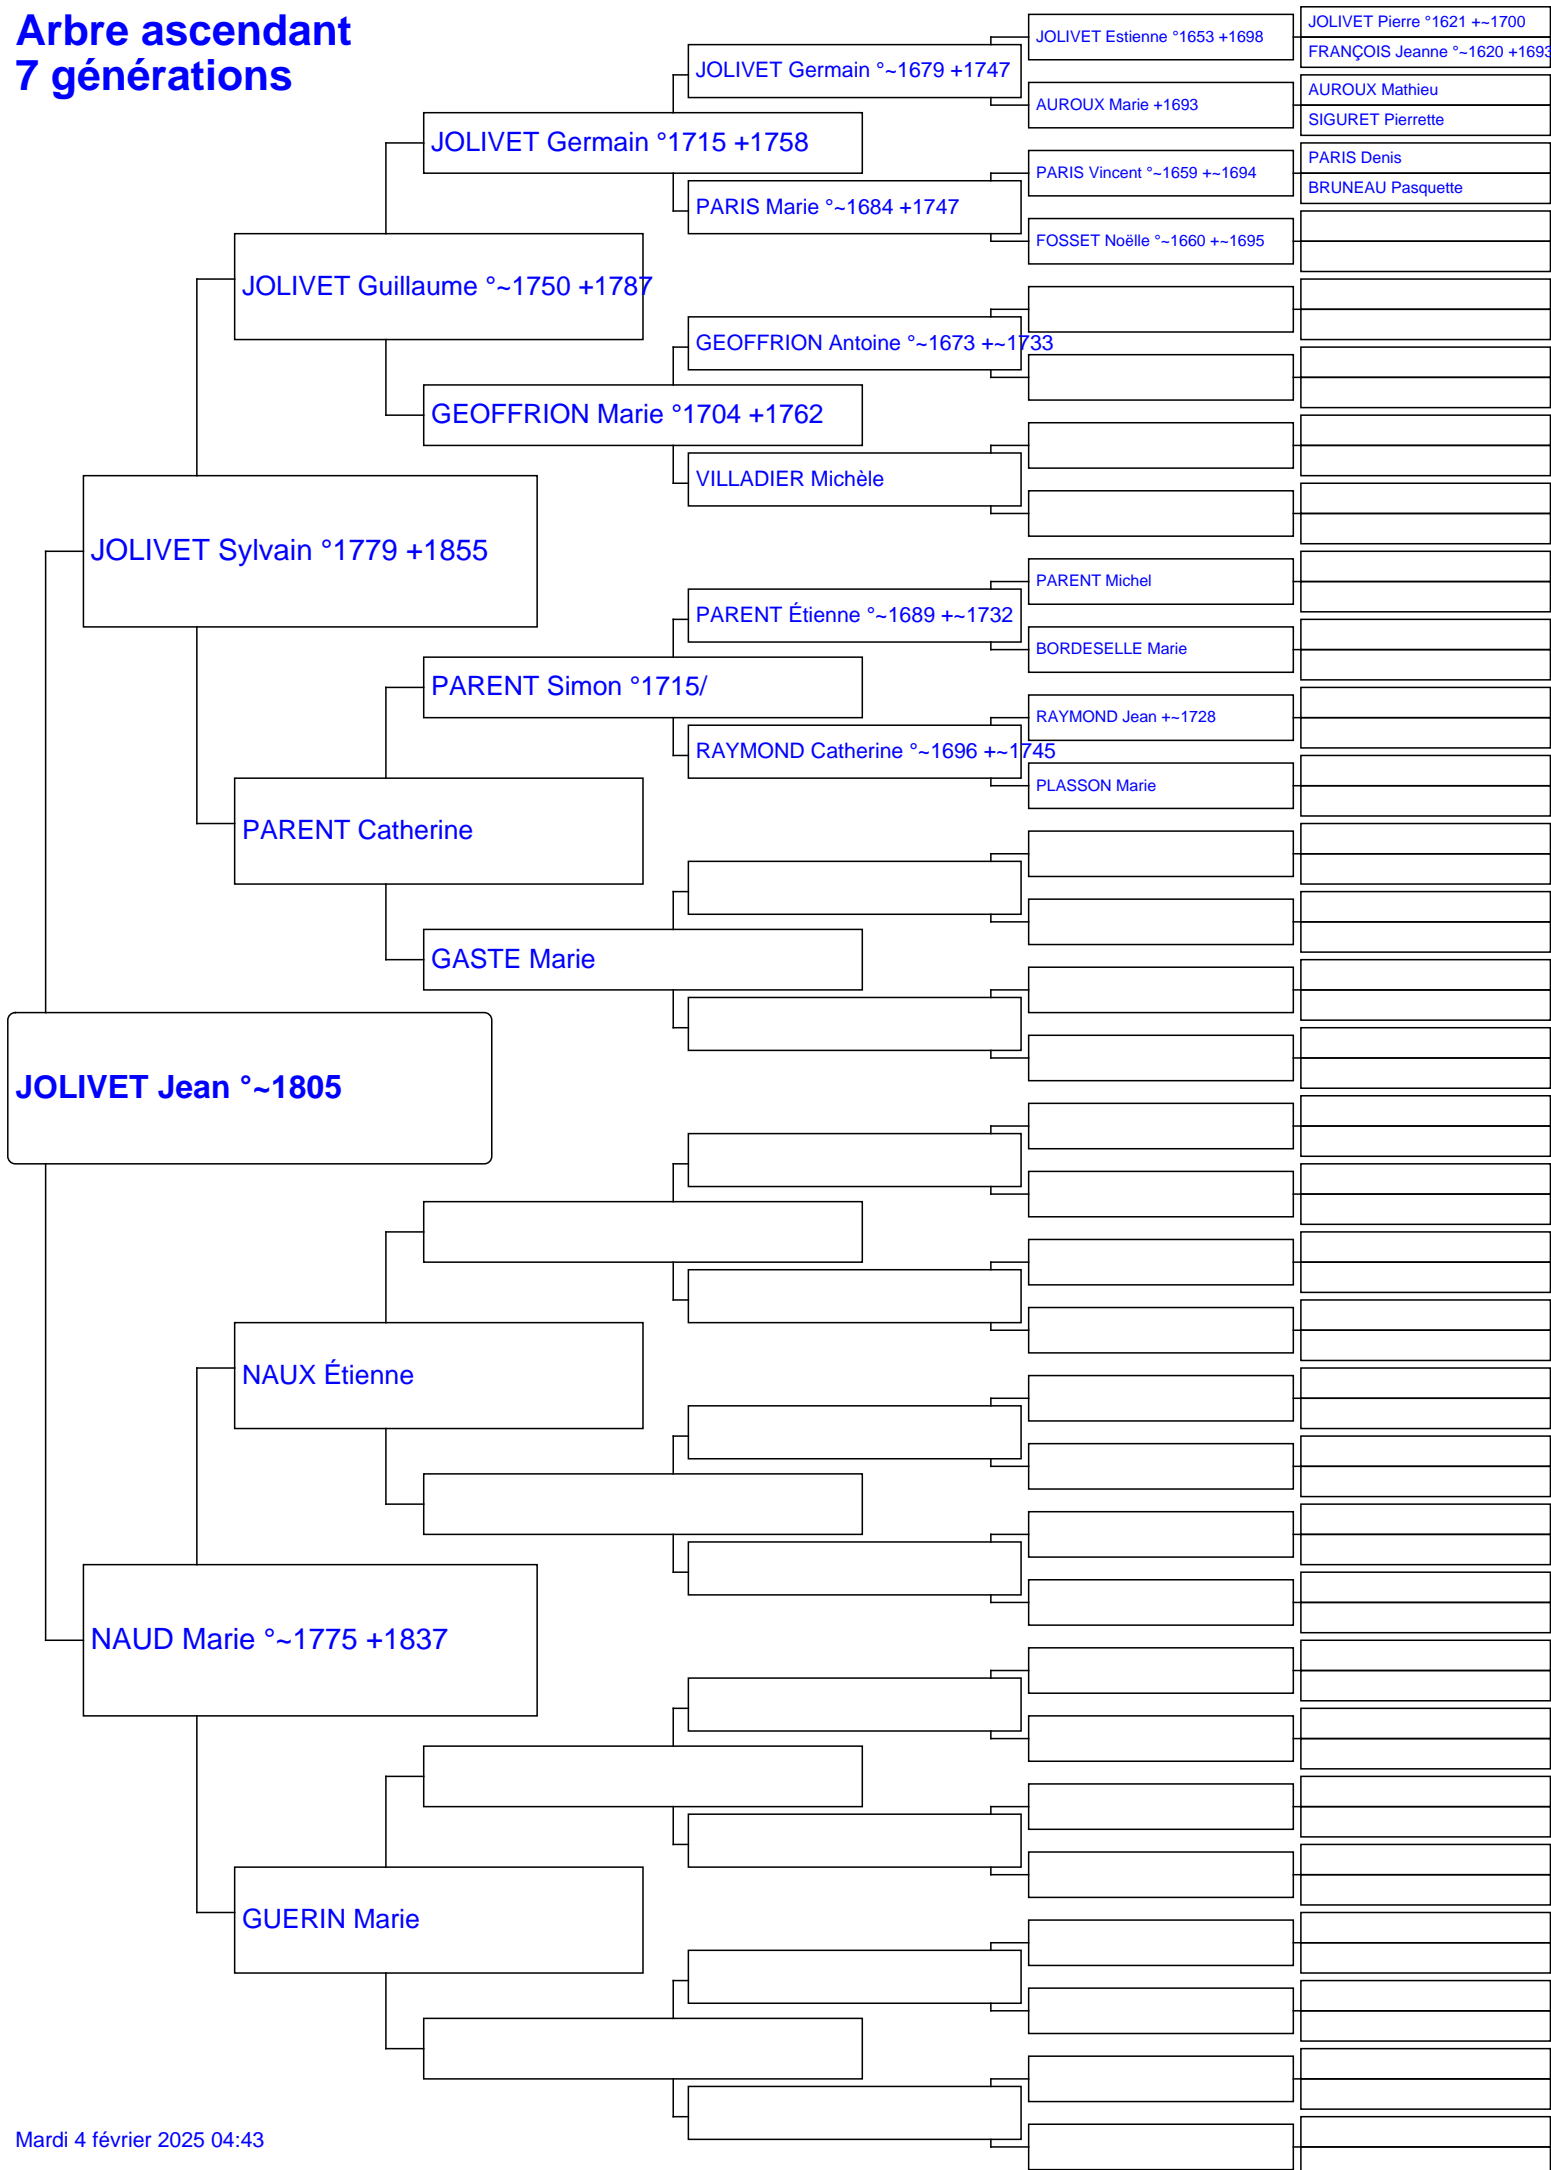 Arbre ascendant
7 générations
JOLIVET Pierre °1621 +~1700
JOLIVET Estienne °1653 +1698
FRANÇOIS Jeanne °~1620 +1693
JOLIVET Germain °~1679 +1747
AUROUX Mathieu
AUROUX Marie +1693
SIGURET Pierrette
JOLIVET Germain °1715 +1758
PARIS Denis
PARIS Vincent °~1659 +~1694
BRUNEAU Pasquette
PARIS Marie °~1684 +1747
FOSSET Noëlle °~1660 +~1695
JOLIVET Guillaume °~1750 +1787
GEOFFRION Antoine °~1673 +~1733
GEOFFRION Marie °1704 +1762
VILLADIER Michèle
JOLIVET Sylvain °1779 +1855
PARENT Michel
PARENT Étienne °~1689 +~1732
BORDESELLE Marie
PARENT Simon °1715/
RAYMOND Jean +~1728
RAYMOND Catherine °~1696 +~1745
PLASSON Marie
PARENT Catherine
GASTE Marie
JOLIVET Jean °~1805
NAUX Étienne
NAUD Marie °~1775 +1837
GUERIN Marie
Mardi 4 février 2025 04:43